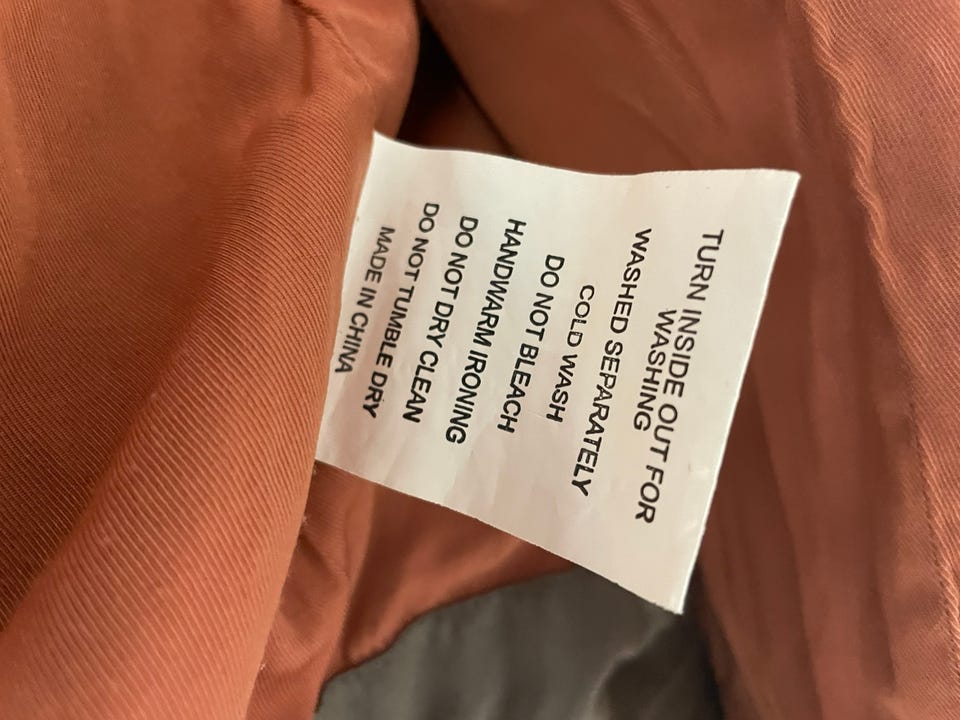 TURN INSIDE OUT FOR
WASHING
WASHED SEPARATELY
COLD WASH
DO NOT BLEACH
HANDWARM IRONING
DO NOT DRY CLEAN
DO NOT TUMBLE DRY
MADE IN CHINA